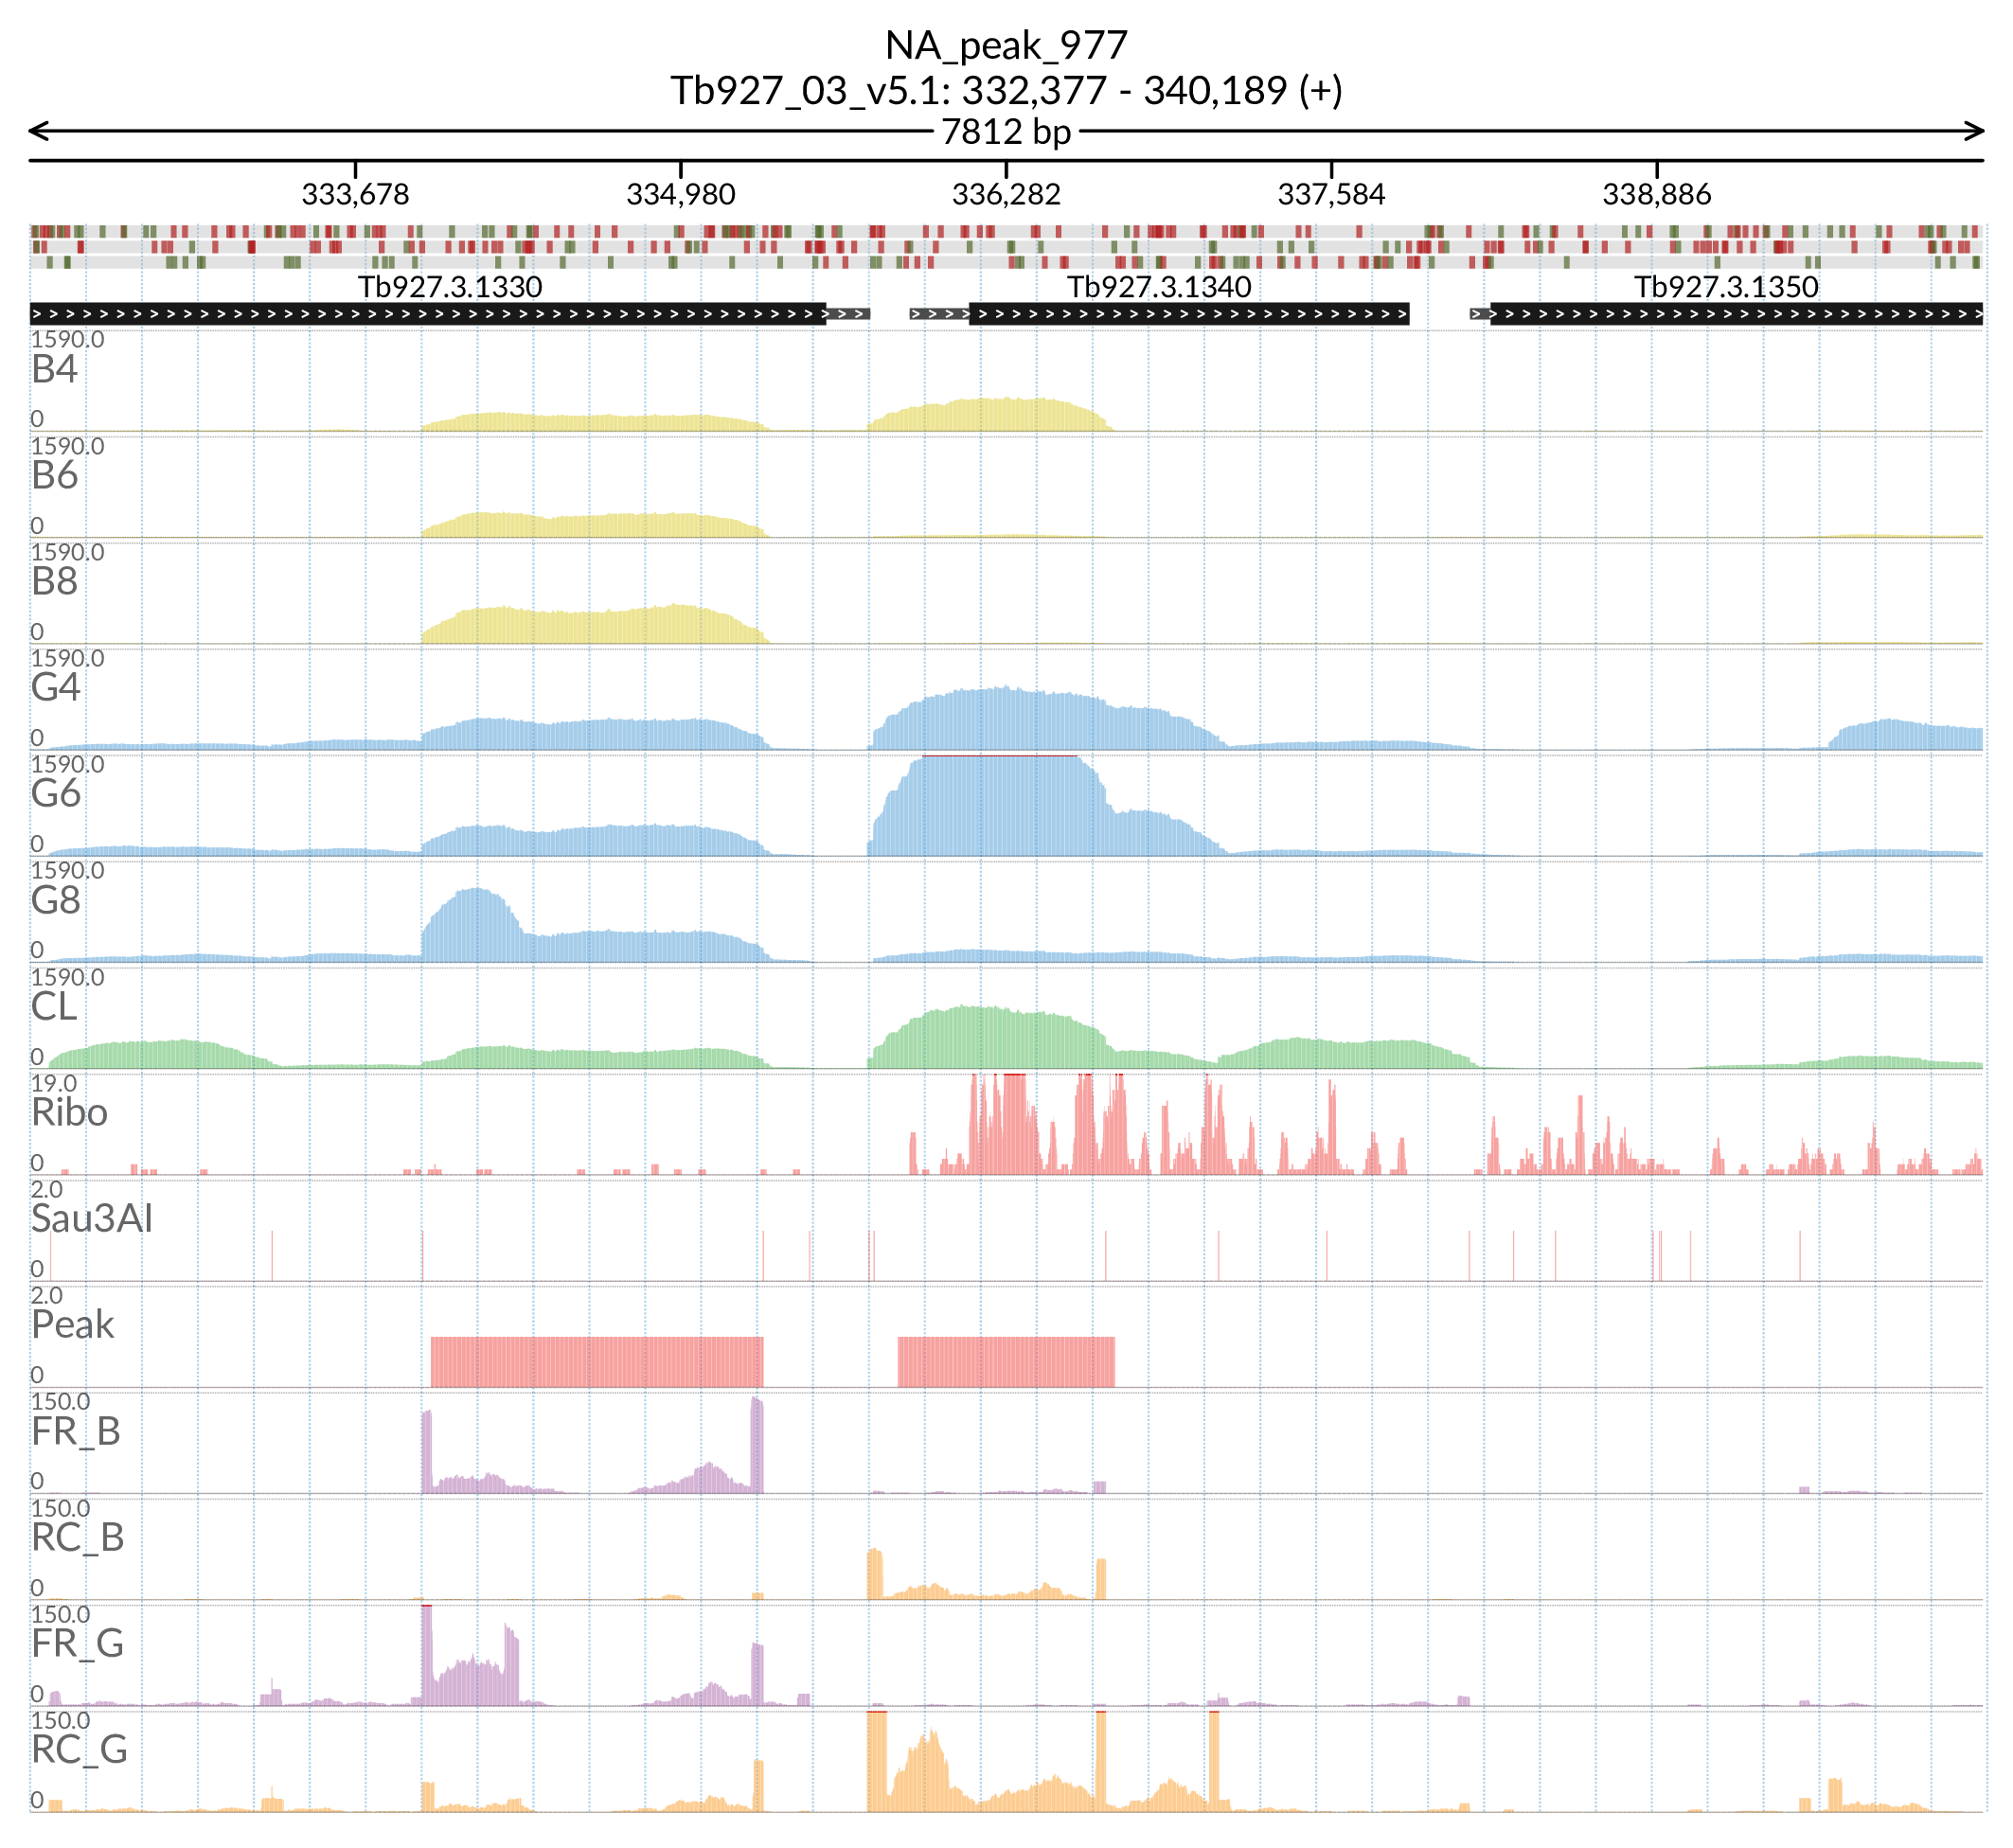 NA_peak_977
Tb927_03_v5.1: 332,377 - 340,189 (+)
7812 bp
333,678 334,980 336,282 337,584 338,886
Tb927.3.1330 Tb927.3.1340 Tb927.3.1350
1590.0
B4
0
1590.0
B6
0
1590.0
B8
0
1590.0
G4
0
1590.0
G6
0
1590.0
G8
0
1590.0
CL
0
19.0
Ribo
0
2.0
Sau3AI
0
2.0
Peak
0
150.0
FR_B
0
150.0
RC_B
0
150.0
FR_G
0
150.0
RC_G
0